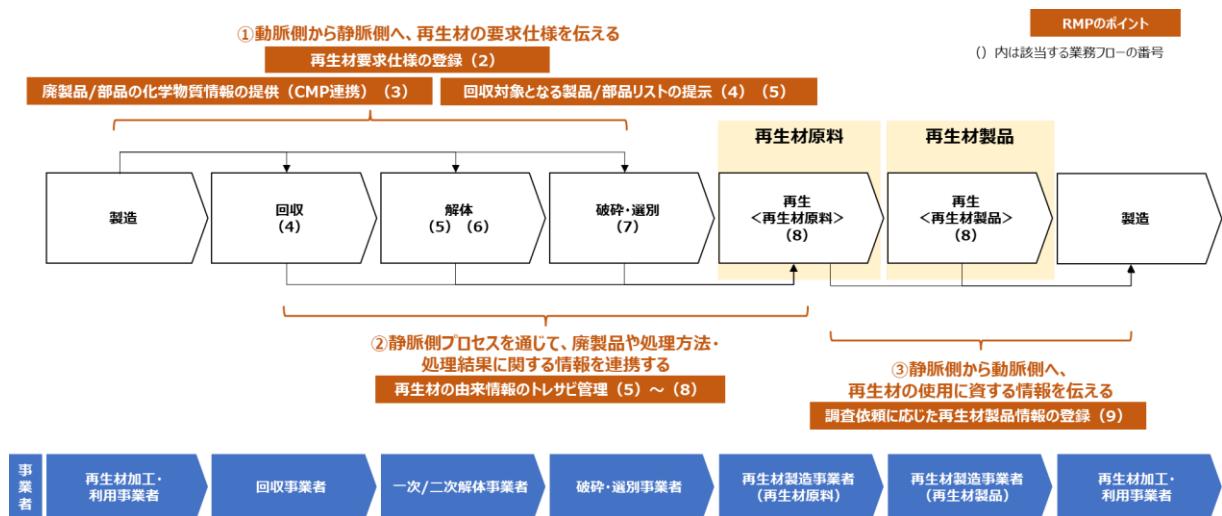 ①動脈側から静脈側へ、再生材の要求仕様を伝える
再生材要求仕様の登録（2）
廃製品/部品の化学物質情報の提供（CMP連携）（3）
回収対象となる製品/部品リストの提示（4）（5）
RMPのポイント
（）内は該当する業務フローの番号
再生材原料
再生材製品
製造
回収
（4）
解体
（5）（6）
破砕・選別
（7）
再生
＜再生材原料＞
（8）
再生
＜再生材製品＞
（8）
製造
②静脈側プロセスを通じて、廃製品や処理方法・
処理結果に関する情報を連携する
再生材の由来情報のトレサビ管理（5）～（8）
③静脈側から動脈側へ、
再生材の使用に資する情報を伝える
調査依頼に応じた再生材製品情報の登録（9）
事業者
再生材加工・
利用事業者
回収事業者
一次/二次解体事業者
破砕・選別事業者
再生材製造事業者
（再生材原料）
再生材製造事業者
（再生材製品）
再生材加工・
利用事業者